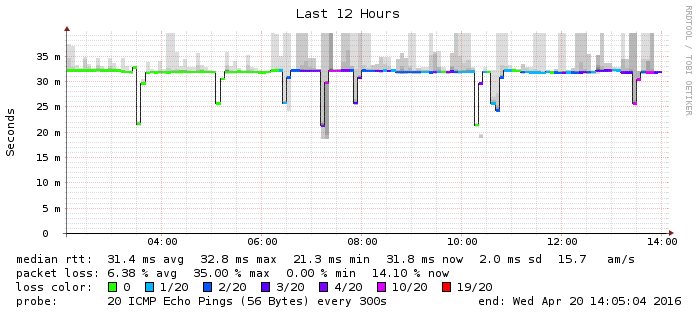 Last 12 Hours
RRDTOOL / TOBI OETIKER
Seconds
35 m
30 m
25 m
20 m
15 m
10 m
5 m
0
04:00 06:00 08:00 10:00 12:00 14:00
median rtt: 31.4 ms avg 32.8 ms max 21.3 ms min 31.8 ms now 2.0 ms sd 15.7 am/s
packet loss: 6.38 % avg 35.00 % max 0.00 % min 14.10 % now
loss color: 0 1/20 2/20 3/20 4/20 10/20 19/20
probe: 20 ICMP Echo Pings (56 Bytes) every 300s end: Wed Apr 20 14:05:04 2016